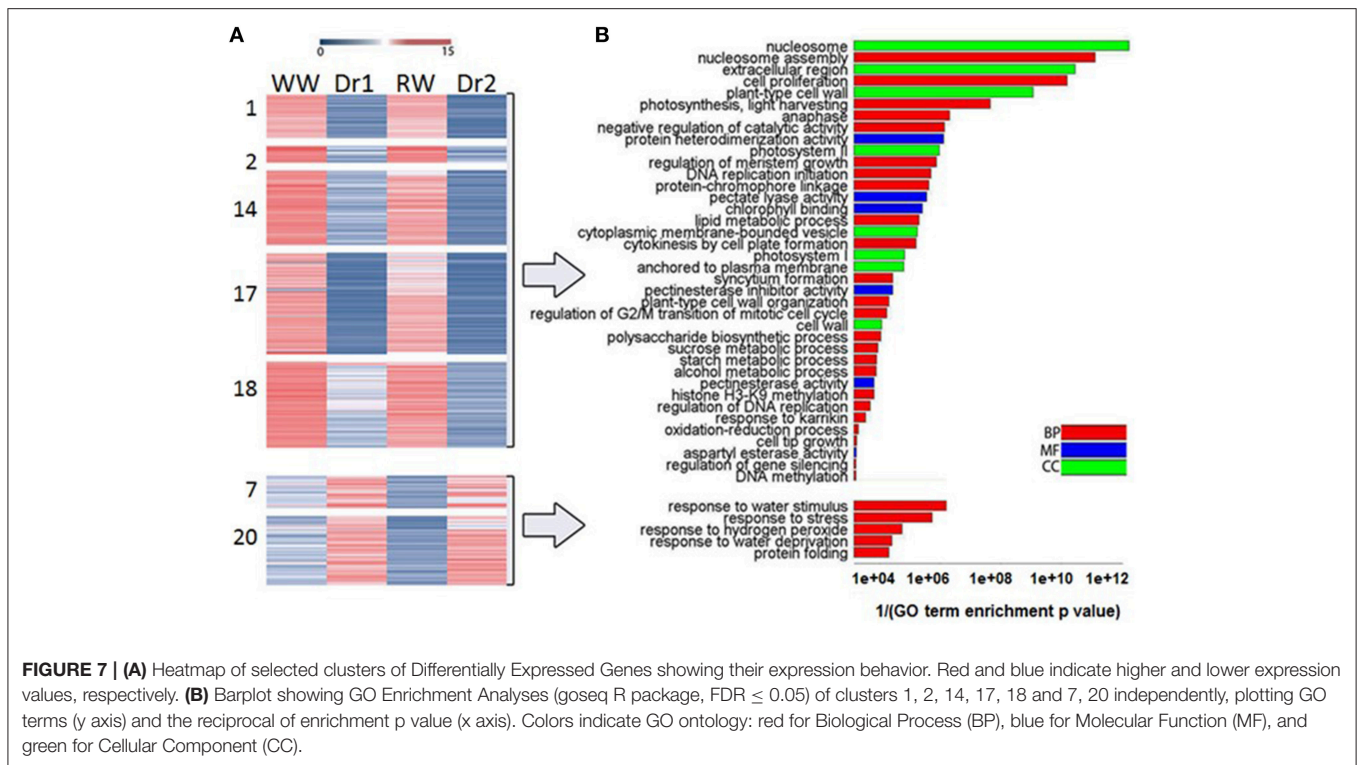 A
B
0
15
WW Dr1 RW Dr2
1
2
14
17
18
7
20
nucleosome
nucleosome assembly
extracellular region
cell proliferation
plant-type cell wall
photosynthesis, light harvesting
anaphase
negative regulation of catalytic activity
protein heterodimerization activity
photosystem II
regulation of meristem growth
DNA replication initiation
protein-chromophore linkage
pectate lyase activity
chlorophyll binding
lipid metabolic process
cytoplasmic membrane-bounded vesicle
cytokinesis by cell plate formation
photosystem I
anchored to plasma membrane
syncytium formation
pectinesterase inhibitor activity
plant-type cell wall organization
regulation of G2/M transition of mitotic cell cycle
cell wall
polysaccharide biosynthetic process
sucrose metabolic process
starch metabolic process
alcohol metabolic process
pectinesterase activity
histone H3-K9 methylation
regulation of DNA replication
response to karrikin
oxidation-reduction process
cell tip growth
aspartyl esterase activity
regulation of gene silencing
DNA methylation
BP
MF
CC
response to water stimulus
response to stress
response to hydrogen peroxide
response to water deprivation
protein folding
1e+04 1e+06 1e+08 1e+10 1e+12
1/(GO term enrichment p value)
FIGURE 7 | (A) Heatmap of selected clusters of Differentially Expressed Genes showing their expression behavior. Red and blue indicate higher and lower expression
values, respectively. (B) Barplot showing GO Enrichment Analyses (goseq R package, FDR ≤ 0.05) of clusters 1, 2, 14, 17, 18 and 7, 20 independently, plotting GO
terms (y axis) and the reciprocal of enrichment p value (x axis). Colors indicate GO ontology: red for Biological Process (BP), blue for Molecular Function (MF), and
green for Cellular Component (CC).